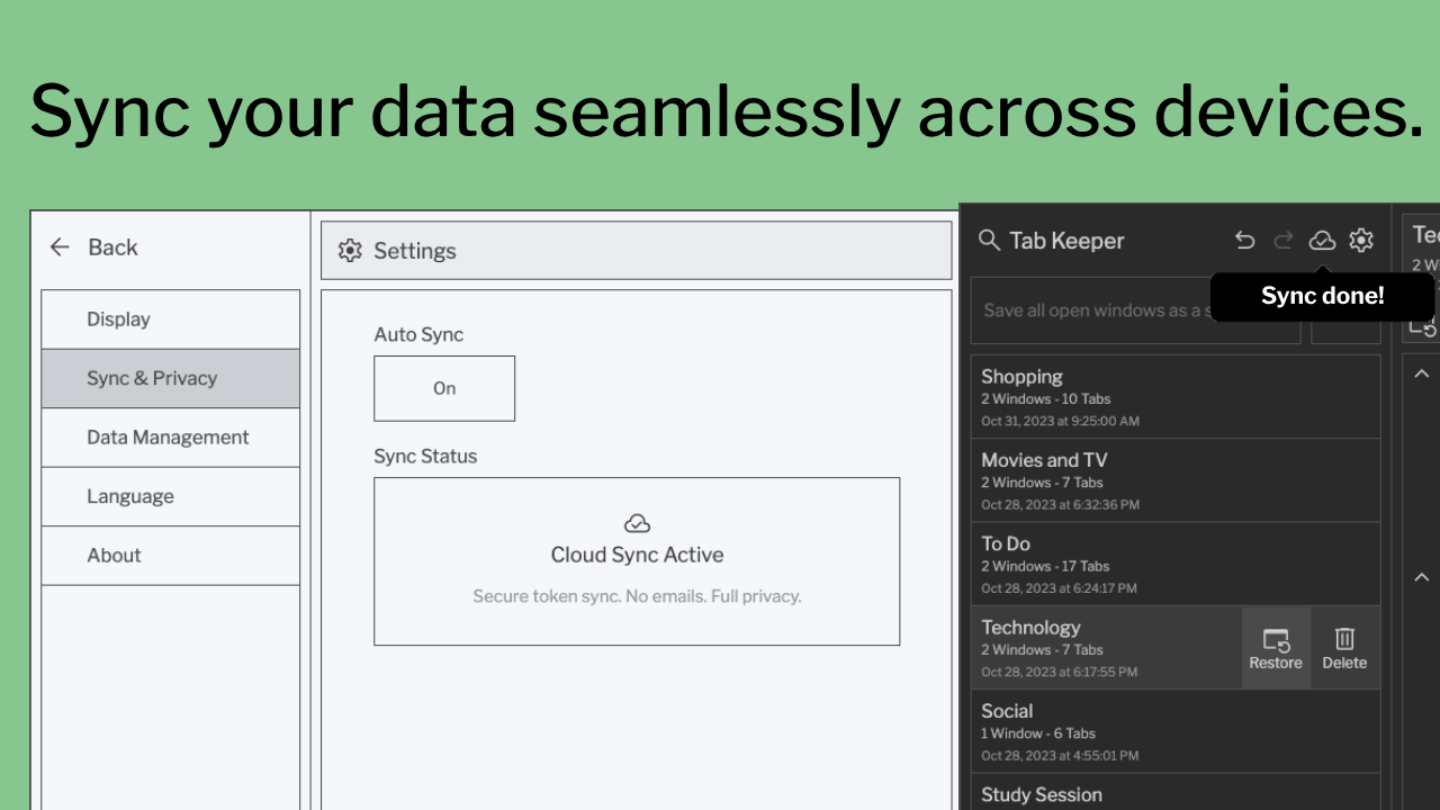 Sync your data seamlessly across devices.
Back
Display
Sync & Privacy
Data Management
Language
About
Settings
Auto Sync
On
Sync Status
Cloud Sync Active
Secure token sync. No emails. Full privacy.
Tab Keeper
Sync done!
Save all open windows as a
Shopping
2 Windows - 10 Tabs
Oct 31, 2023 at 9:25:00 AM
Movies and TV
2 Windows - 7 Tabs
Oct 28, 2023 at 6:32:36 PM
To Do
2 Windows - 17 Tabs
Oct 28, 2023 at 6:24:17 PM
Technology
2 Windows - 7 Tabs
Oct 28, 2023 at 6:17:55 PM
Restore
Delete
Social
1 Window - 6 Tabs
Oct 28, 2023 at 4:55:01 PM
Study Session